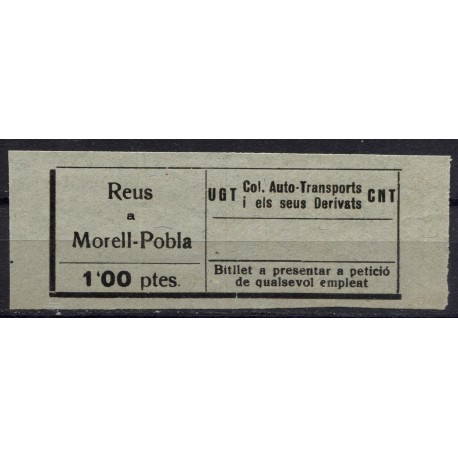 Reus
a
Morell-Pobla
1'00 ptes.
UGT Col. Auto-Transports CNT
i els seus Derivats
Bitllet a presentar a petició
de qualsevol empleat